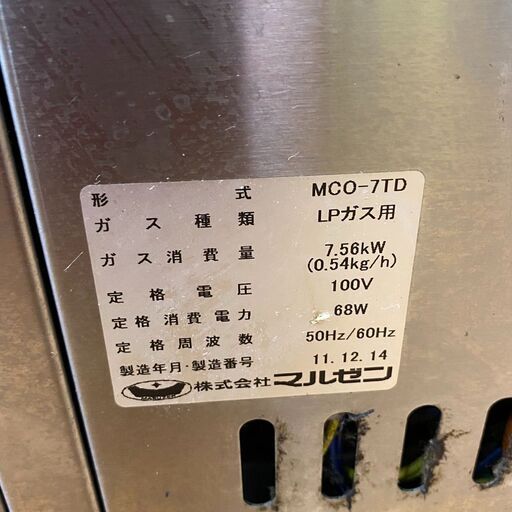 形式 MCO-7TD
ガス種類 LPガス用
ガス消費量 7.56kW
(0.54kg/h)
定格電圧 100V
定格消費電力 68W
定格周波数 50Hz/60Hz
製造年月・製造番号 11.12.14
MARUZEN 株式会社マルゼン